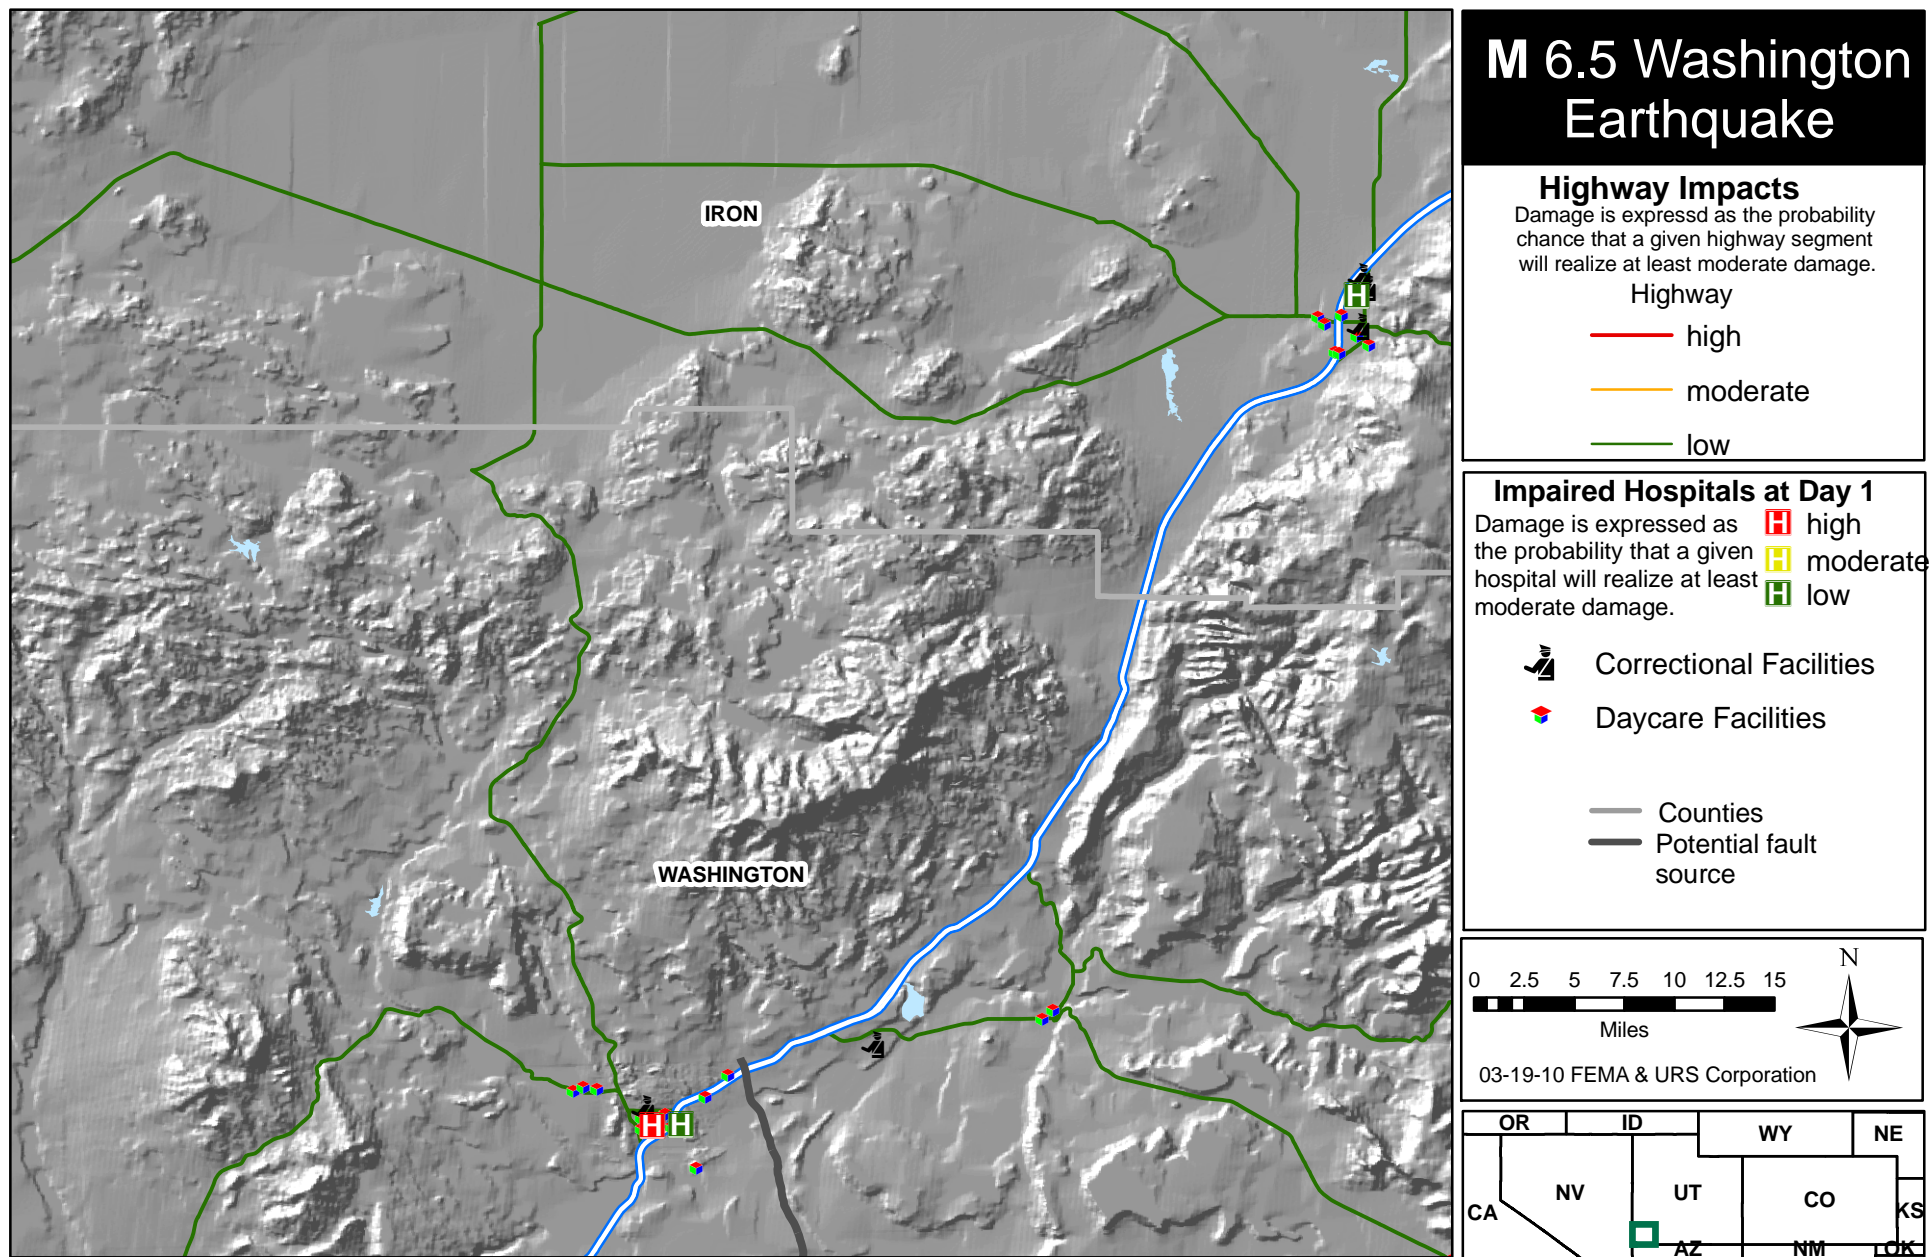 IRON
H
WASHINGTON
H H
M 6.5 Washington
Earthquake
Highway Impacts
Damage is expressd as the probability
chance that a given highway segment
will realize at least moderate damage.
Highway
high
moderate
low
Impaired Hospitals at Day 1
Damage is expressed as
the probability that a given
hospital will realize at least
moderate damage.
H high
H moderate
H low
Correctional Facilities
Daycare Facilities
Counties
Potential fault
source
0 2.5 5 7.5 10 12.5 15
Miles
N
03-19-10 FEMA & URS Corporation
OR ID WY NE
NV UT CO KS
CA
AZ NM OK